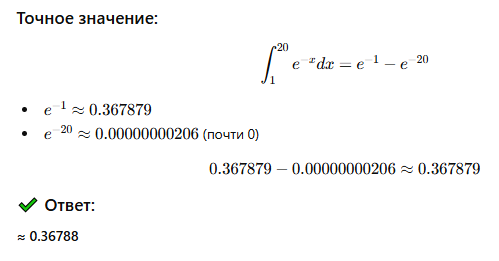 Точное значение:
∫₁²⁰ e⁻ˣdx = e⁻¹ − e⁻²⁰
• e⁻¹ ≈ 0.367879
• e⁻²⁰ ≈ 0.00000000206 (почти 0)
0.367879 − 0.00000000206 ≈ 0.367879
✔ Ответ:
≈ 0.36788